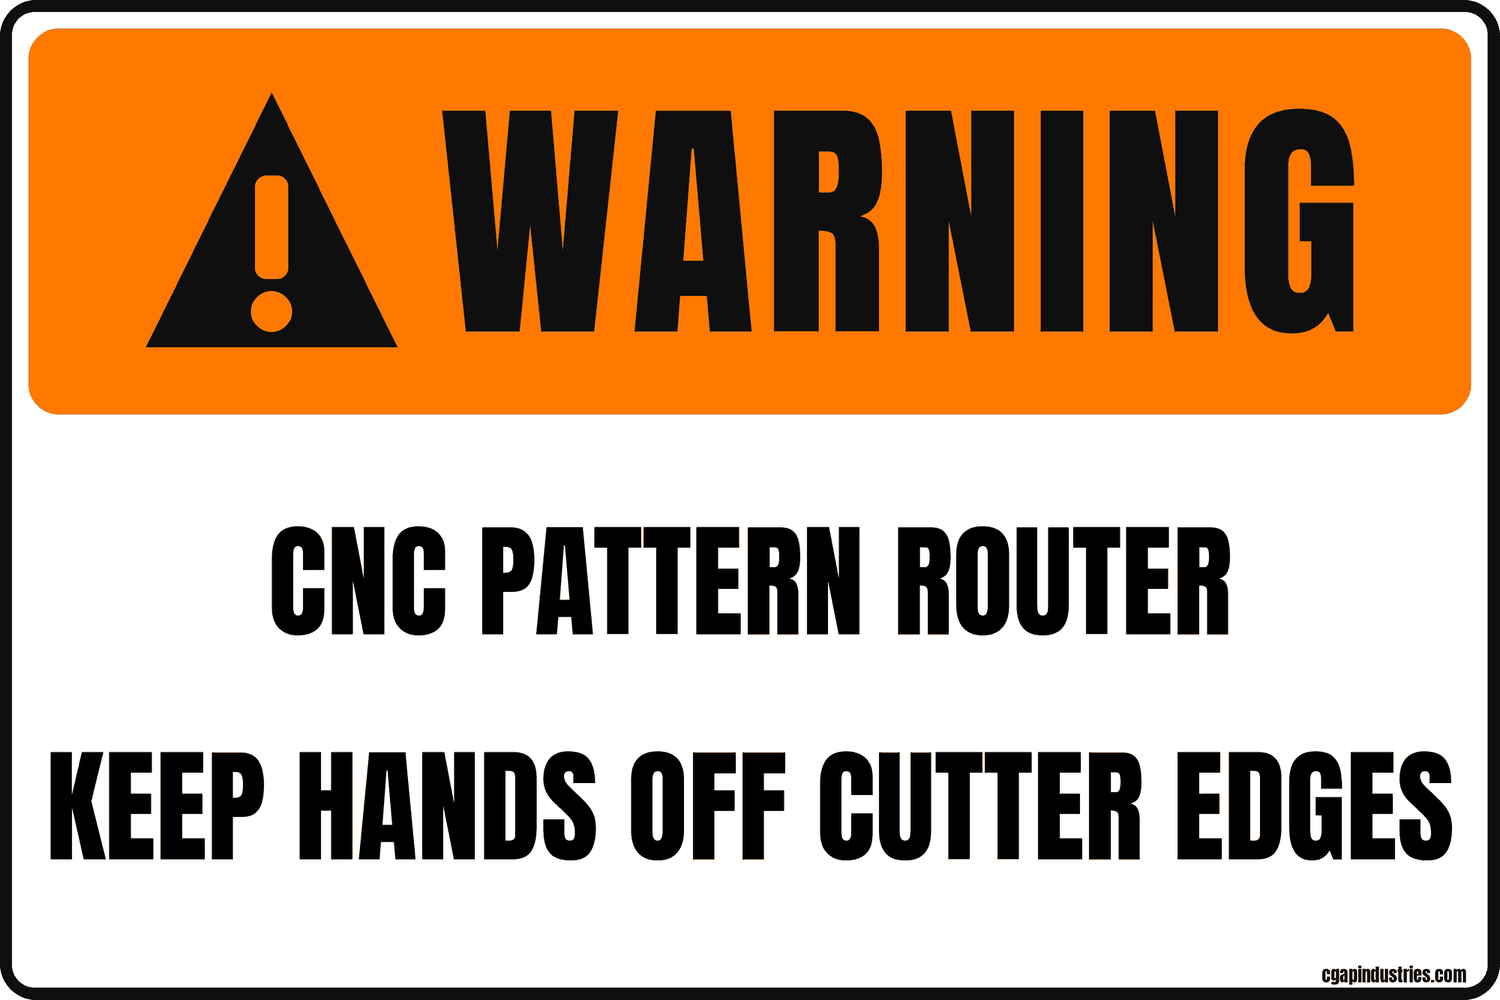 WARNING
CNC PATTERN ROUTER
KEEP HANDS OFF CUTTER EDGES
cgapindustries.com